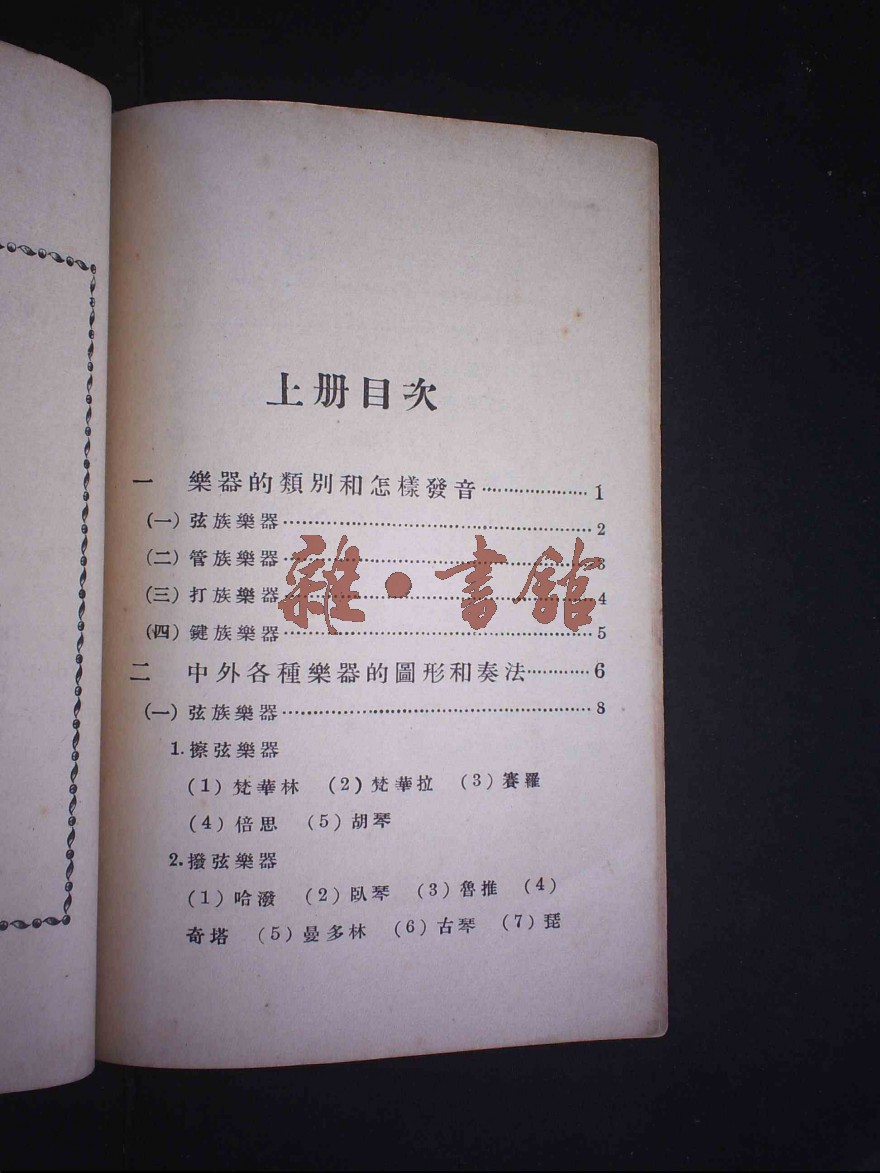 上册目次
一 樂器的類別和怎樣發音………………… 1
(一) 弦族樂器…………………………………… 2
(二) 管族樂器…………………………………… 3
(三) 打族樂器…………………………………… 4
(四) 鍵族樂器…………………………………… 5
二 中外各種樂器的圖形和奏法………… 6
(一) 弦族樂器…………………………………… 8
1. 擦弦樂器
(1) 梵華林 (2) 梵華拉 (3) 賽羅
(4) 倍思 (5) 胡琴
2. 撥弦樂器
(1) 哈潑 (2) 臥琴 (3) 魯推 (4)
奇塔 (5) 曼多林 (6) 古琴 (7) 琵
雜·書館